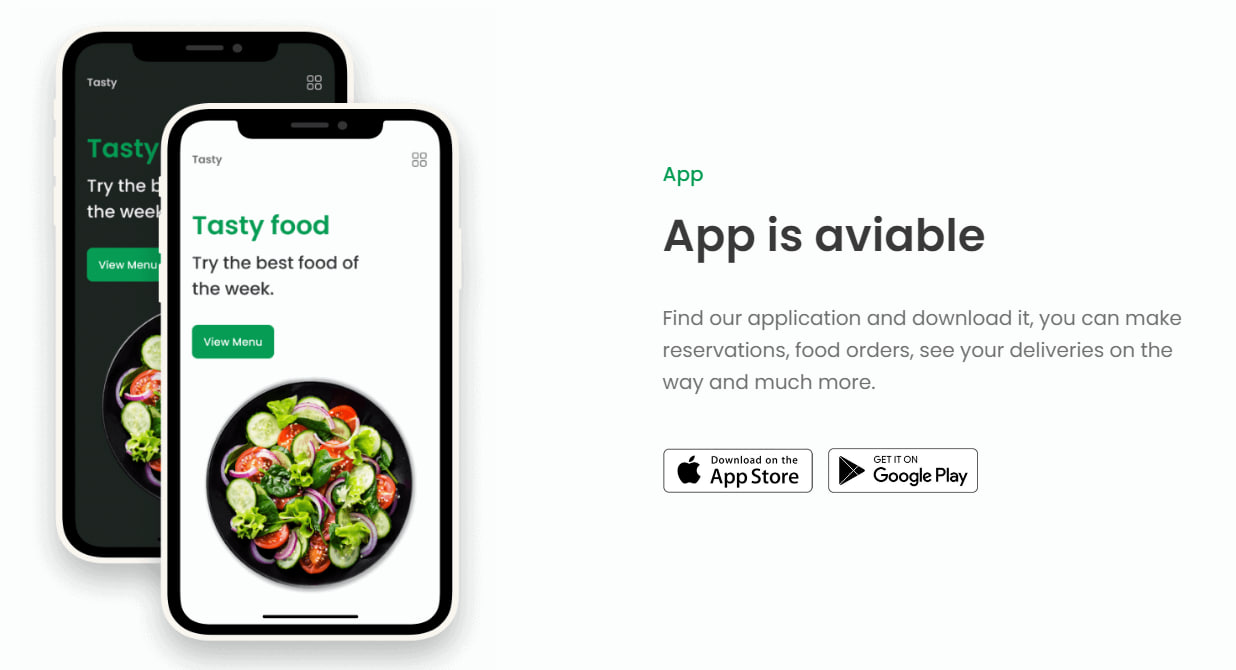 Tasty
Tasty
Try the b
the week
View Menu
Tasty
Tasty food
Try the best food of
the week.
View Menu
App
App is aviable
Find our application and download it, you can make
reservations, food orders, see your deliveries on the
way and much more.
Download on the
App Store
GET IT ON
Google Play